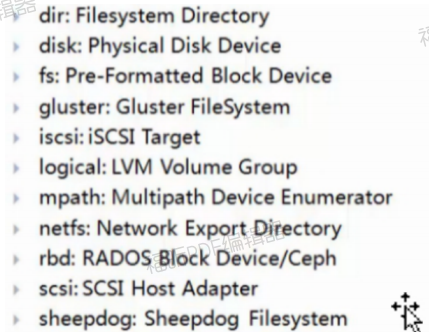 dir: Filesystem Directory
disk: Physical Disk Device
fs: Pre-Formatted Block Device
gluster: Gluster FileSystem
iscsi: iSCSI Target
logical: LVM Volume Group
mpath: Multipath Device Enumerator
netfs: Network Export Directory
rbd: RADOS Block Device/Ceph
scsi: SCSI Host Adapter
sheepdog: Sheepdog Filesystem